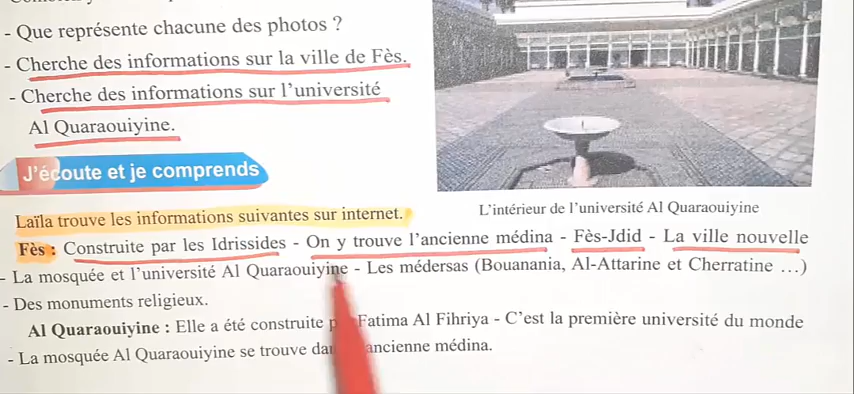 - Que représente chacune des photos ?
- Cherche des informations sur la ville de Fès.
- Cherche des informations sur l'université
Al Quaraouiyine.
J'écoute et je comprends
L'intérieur de l'université Al Quaraouiyine
Laïla trouve les informations suivantes sur internet.
Fès : Construite par les Idrissides - On y trouve l'ancienne médina - Fès-Jdid - La ville nouvelle
- La mosquée et l'université Al Quaraouiyine - Les médersas (Bouanania, Al-Attarine et Cherratine …)
- Des monuments religieux.
Al Quaraouiyine : Elle a été construite Fatima Al Fihriya - C'est la première université du monde
- La mosquée Al Quaraouiyine se trouve ancienne médina.